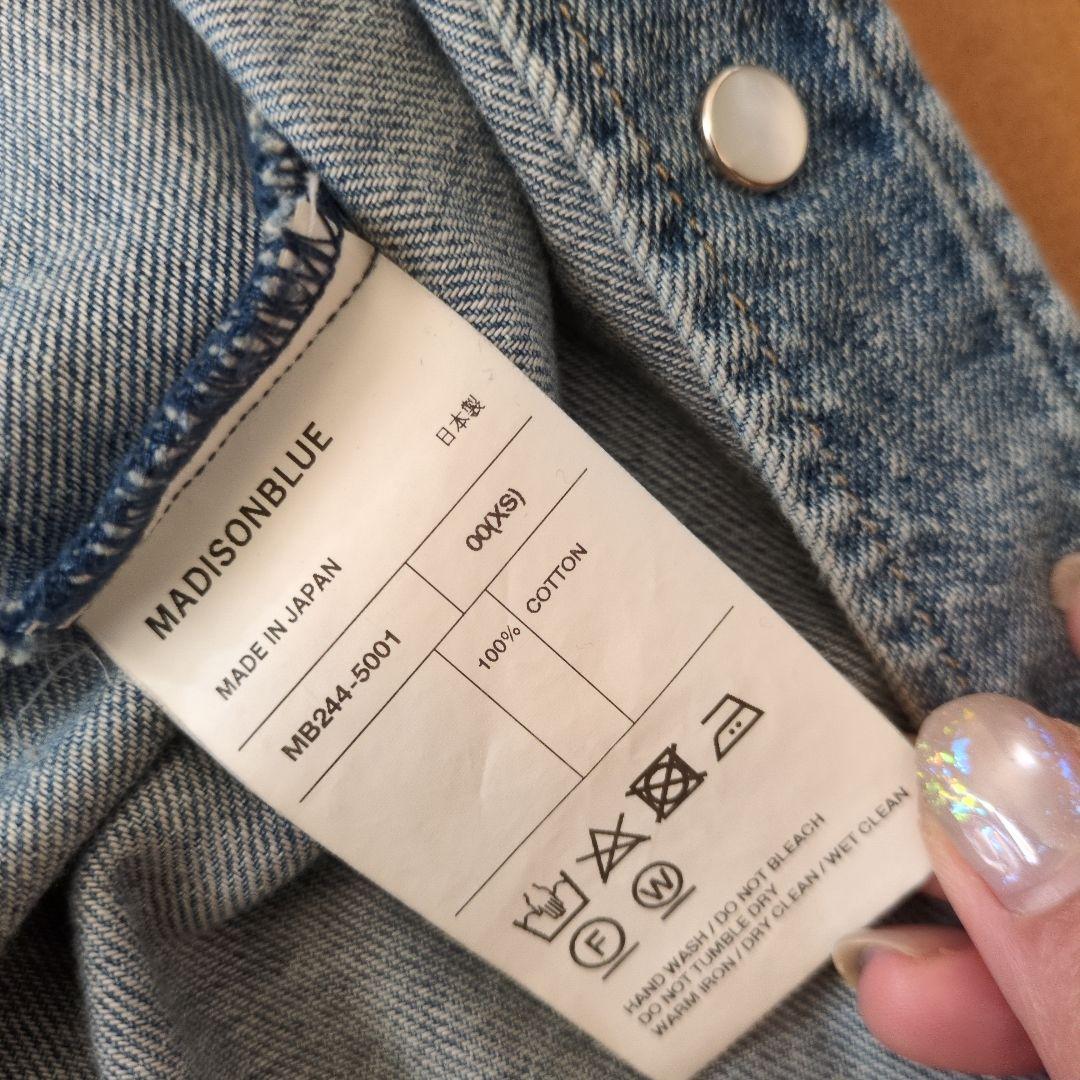 MADISONBLUE
MADE IN JAPAN
日本製
MB244-5001
00(XS)
100%
COTTON
F
W
HAND WASH / DO NOT BLEACH
DO NOT TUMBLE DRY
WARM IRON / DRY CLEAN / WET CLEAN